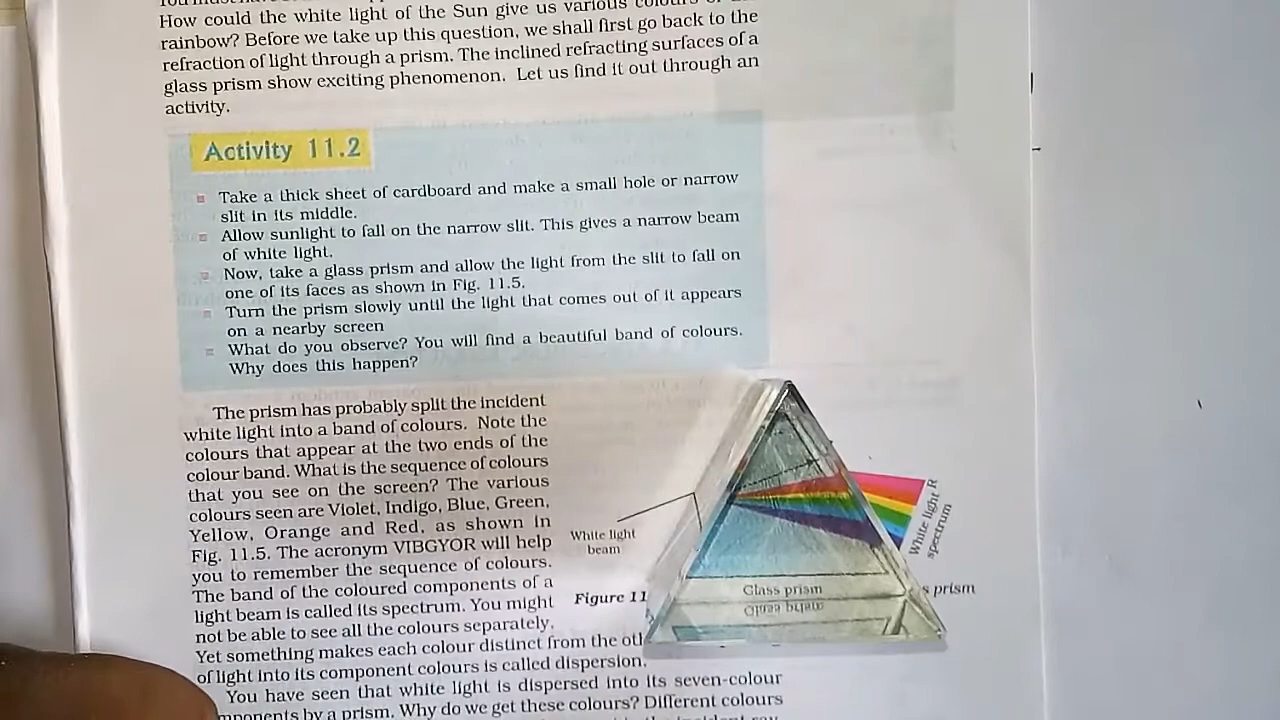 How could the white light of the Sun give us various colours of the
rainbow? Before we take up this question, we shall first go back to the
refraction of light through a prism. The inclined refracting surfaces of a
glass prism show exciting phenomenon. Let us find it out through an
activity.
Activity 11.2
Take a thick sheet of cardboard and make a small hole or narrow
slit in its middle.
Allow sunlight to fall on the narrow slit. This gives a narrow beam
of white light.
Now, take a glass prism and allow the light from the slit to fall on
one of its faces as shown in Fig. 11.5.
Turn the prism slowly until the light that comes out of it appears
on a nearby screen
What do you observe? You will find a beautiful band of colours.
Why does this happen?
The prism has probably split the incident
white light into a band of colours. Note the
colours that appear at the two ends of the
colour band. What is the sequence of colours
that you see on the screen? The various
colours seen are Violet, Indigo, Blue, Green,
Yellow, Orange and Red, as shown in
Fig. 11.5. The acronym VIBGYOR will help
you to remember the sequence of colours.
The band of the coloured components of a
light beam is called its spectrum. You might
not be able to see all the colours separately.
Yet something makes each colour distinct from the
of light into its component colours is called dispersion.
You have seen that white light is dispersed into its seven-colour
by a prism. Why do we get these colours? Different colours
White light
beam
Glass prism
White light
spectrum
R
s prism
Figure 11